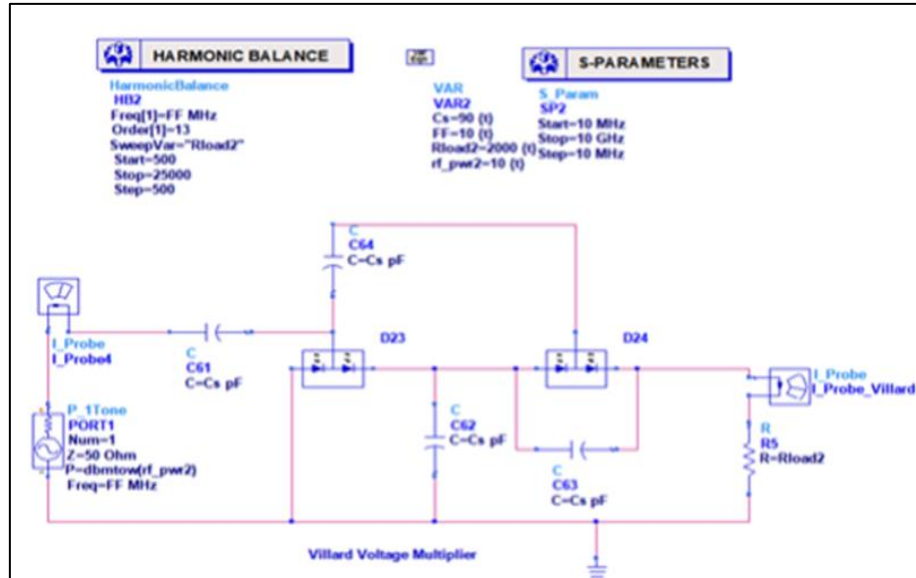 HARMONIC BALANCE
HarmonicBalance
HB2
Freq[1]=FF MHz
Order[1]=13
SweepVar="Rload2"
Start=500
Stop=25000
Step=500
VAR
VAR2
Cs=90 {t}
FF=10 {t}
Rload2=2000 {t}
rf_pwr2=10 {t}
S-PARAMETERS
S_Param
SP2
Start=10 MHz
Stop=10 GHz
Step=10 MHz
C
C64
C=Cs pF
I_Probe
I_Probe4
C
C61
C=Cs pF
D23
D24
P_1Tone
PORT1
Num=1
Z=50 Ohm
P=dbmtow(rf_pwr2)
Freq=FF MHz
C
C62
C=Cs pF
C
C63
C=Cs pF
I_Probe
I_Probe_Villard
R
R5
R=Rload2
Villard Voltage Multiplier